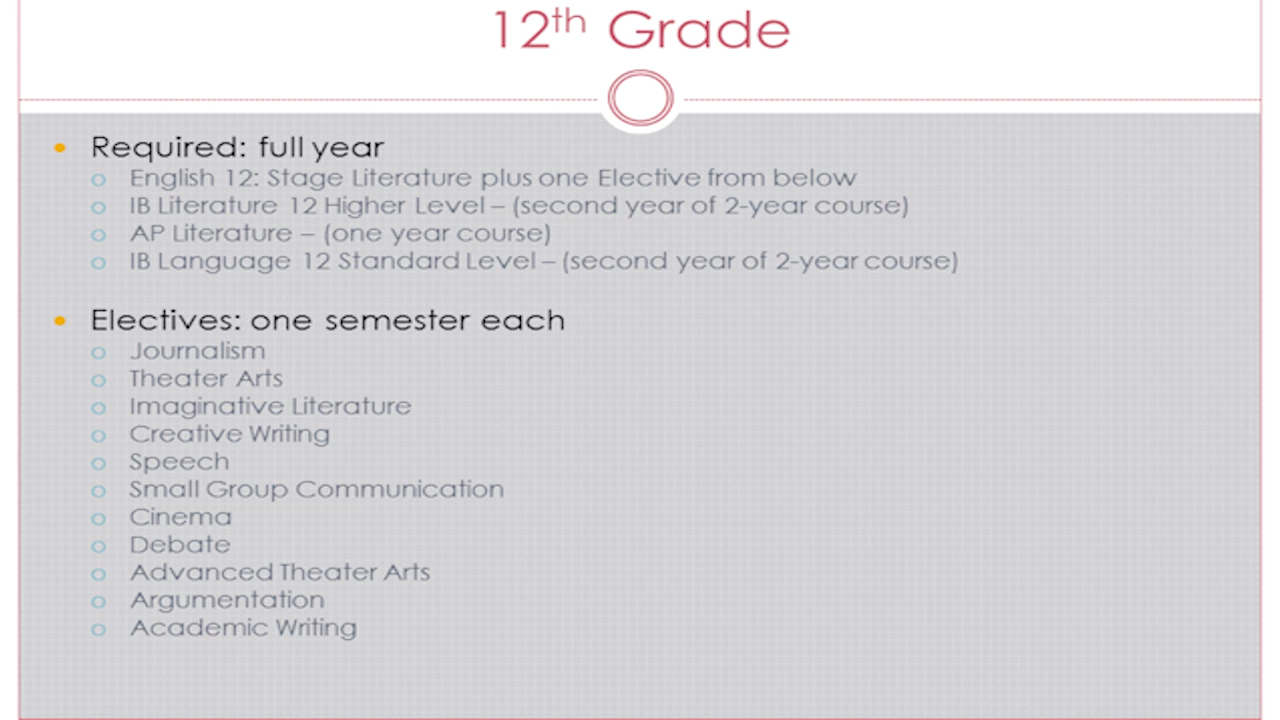 12th Grade
Required: full year
English 12: Stage Literature plus one Elective from below
IB Literature 12 Higher Level – (second year of 2-year course)
AP Literature – (one year course)
IB Language 12 Standard Level – (second year of 2-year course)
Electives: one semester each
Journalism
Theater Arts
Imaginative Literature
Creative Writing
Speech
Small Group Communication
Cinema
Debate
Advanced Theater Arts
Argumentation
Academic Writing